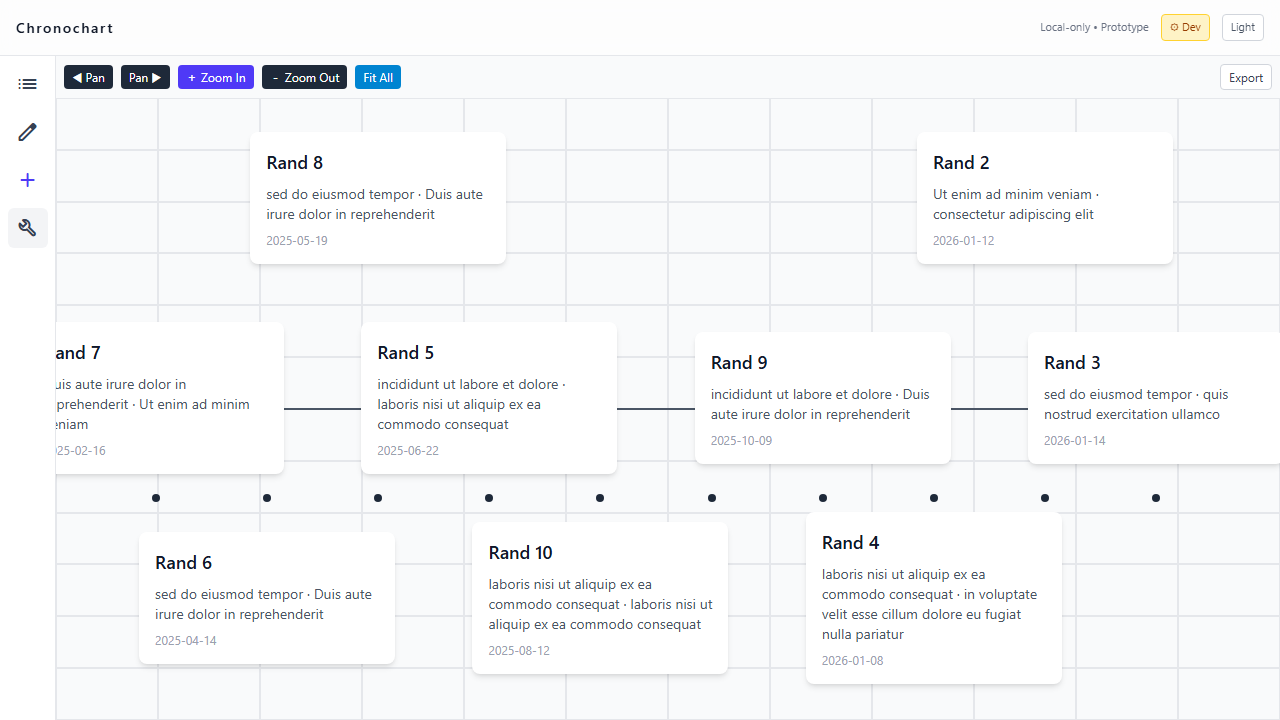 Chronochart
Local-only • Prototype
⚙ Dev
Light
◀ Pan
Pan ▶
+ Zoom In
- Zoom Out
Fit All
Export
Rand 8
sed do eiusmod tempor · Duis aute
irure dolor in reprehenderit
2025-05-19
Rand 2
Ut enim ad minim veniam ·
consectetur adipiscing elit
2026-01-12
and 7
uis aute irure dolor in
prehenderit · Ut enim ad minim
eniam
25-02-16
Rand 5
incididunt ut labore et dolore ·
laboris nisi ut aliquip ex ea
commodo consequat
2025-06-22
Rand 9
incididunt ut labore et dolore · Duis
aute irure dolor in reprehenderit
2025-10-09
Rand 3
sed do eiusmod tempor · quis
nostrud exercitation ullamco
2026-01-14
Rand 6
sed do eiusmod tempor · Duis aute
irure dolor in reprehenderit
2025-04-14
Rand 10
laboris nisi ut aliquip ex ea
commodo consequat · laboris nisi ut
aliquip ex ea commodo consequat
2025-08-12
Rand 4
laboris nisi ut aliquip ex ea
commodo consequat · in voluptate
velit esse cillum dolore eu fugiat
nulla pariatur
2026-01-08